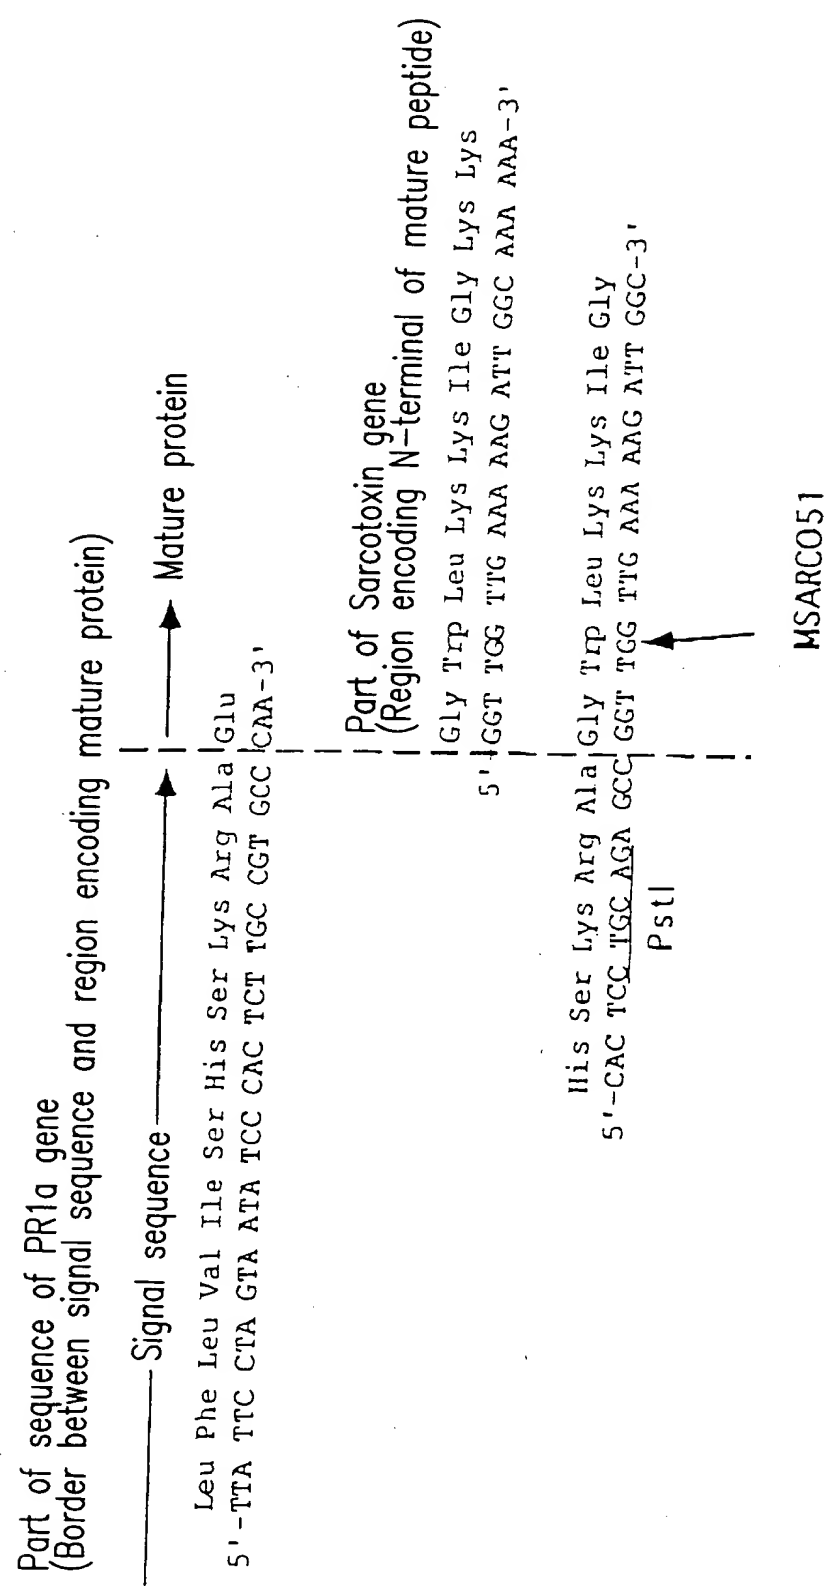 Part of sequence of PR1a gene
(Border between signal sequence and region encoding mature protein)
Signal sequence
Mature protein
Leu Phe Leu Val Ile Ser His Ser Lys Arg Ala Glu
5'-TTA TTC CTA GTA ATA TCC CAC TCT TGC CGT GCC CAA-3'
Part of Sarcotoxin gene
(Region encoding N-terminal of mature peptide)
Gly Trp Leu Lys Lys Ile Gly Lys Lys
5'-GGT TGG TTG AAA AAG ATT GGC AAA AAA-3'
His Ser Lys Arg Ala Gly Trp Leu Lys Lys Ile Gly
5'-CAC TCC TGC AGA GCC GGT TGG TTG AAA AAG ATT GGC-3'
PstI
MSARCO51